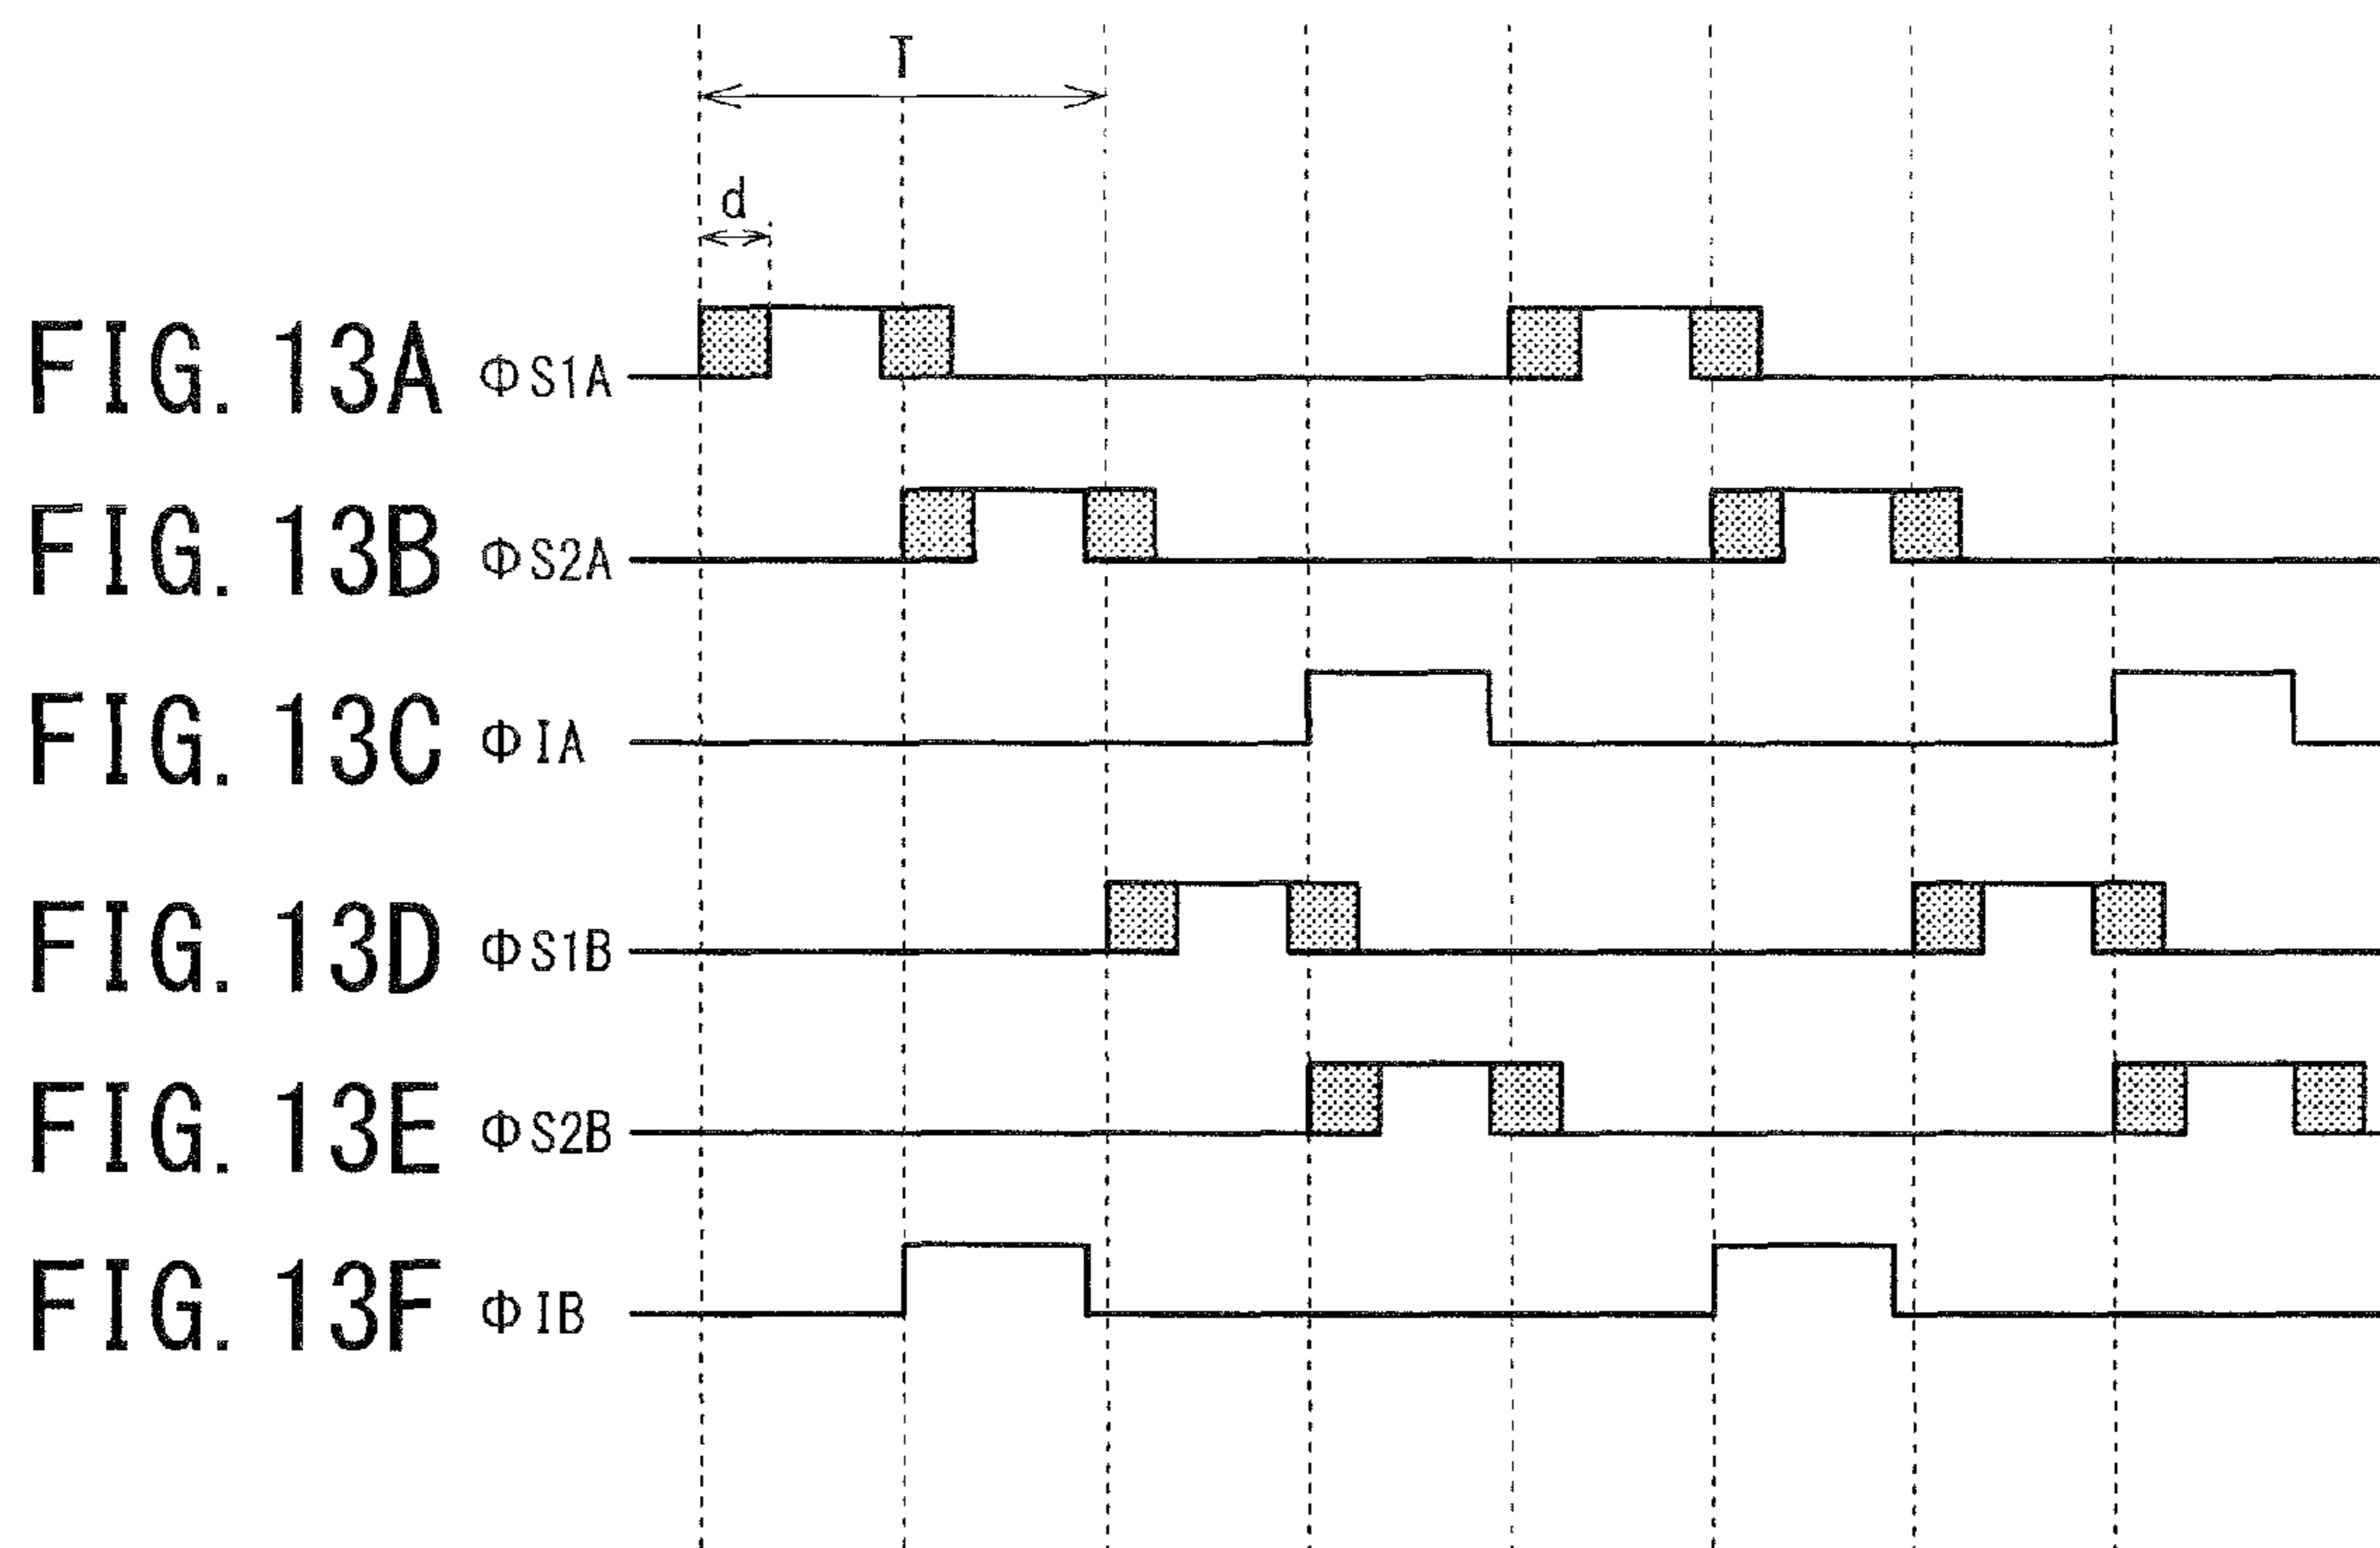 T
d
FIG. 13A ΦS1A
FIG. 13B ΦS2A
FIG. 13C ΦIA
FIG. 13D ΦS1B
FIG. 13E ΦS2B
FIG. 13F ΦIB